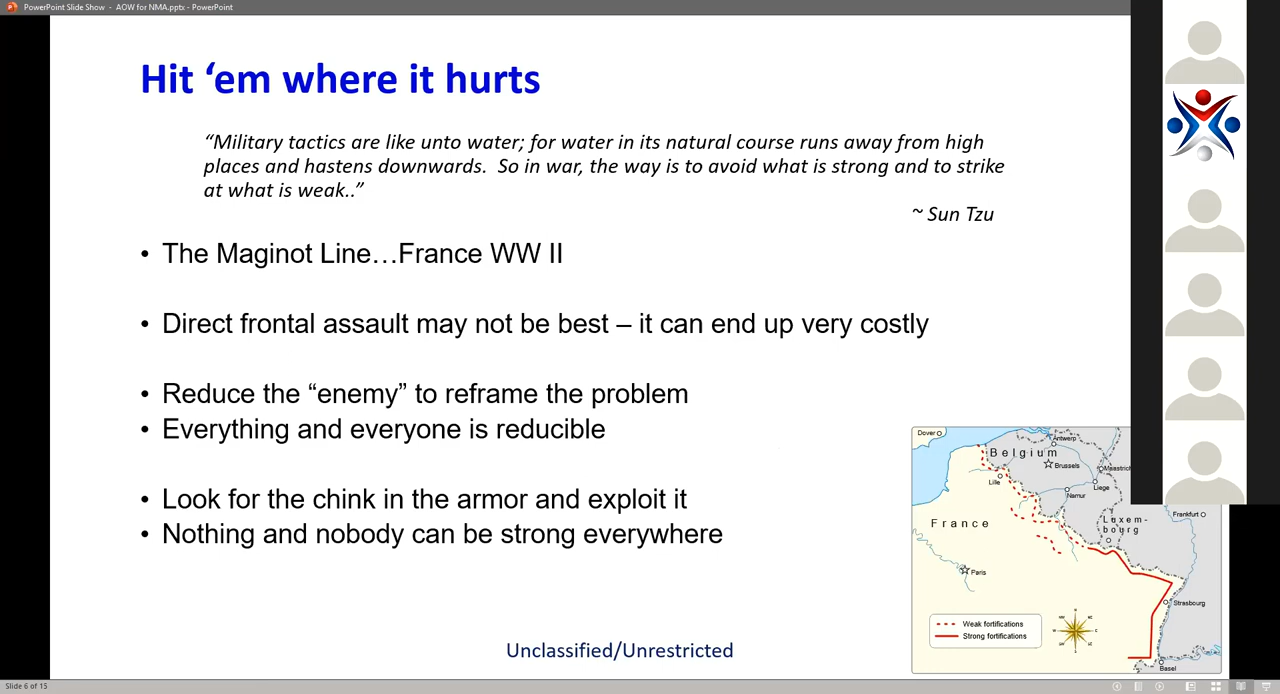 PowerPoint Slide Show - AOW for NMA.pptx - PowerPoint
Hit ‘em where it hurts
“Military tactics are like unto water; for water in its natural course runs away from high
places and hastens downwards. So in war, the way is to avoid what is strong and to strike
at what is weak..”
~ Sun Tzu
• The Maginot Line…France WW II
• Direct frontal assault may not be best – it can end up very costly
• Reduce the “enemy” to reframe the problem
• Everything and everyone is reducible
• Look for the chink in the armor and exploit it
• Nothing and nobody can be strong everywhere
Dover
Antwerp
Belgium
Brussels
Maastrich
Lille
Liege
Namur
Frankfurt
France
Luxem-
bourg
Paris
Strasbourg
Weak fortifications
Strong fortifications
Basel
Unclassified/Unrestricted
Slide 6 of 15